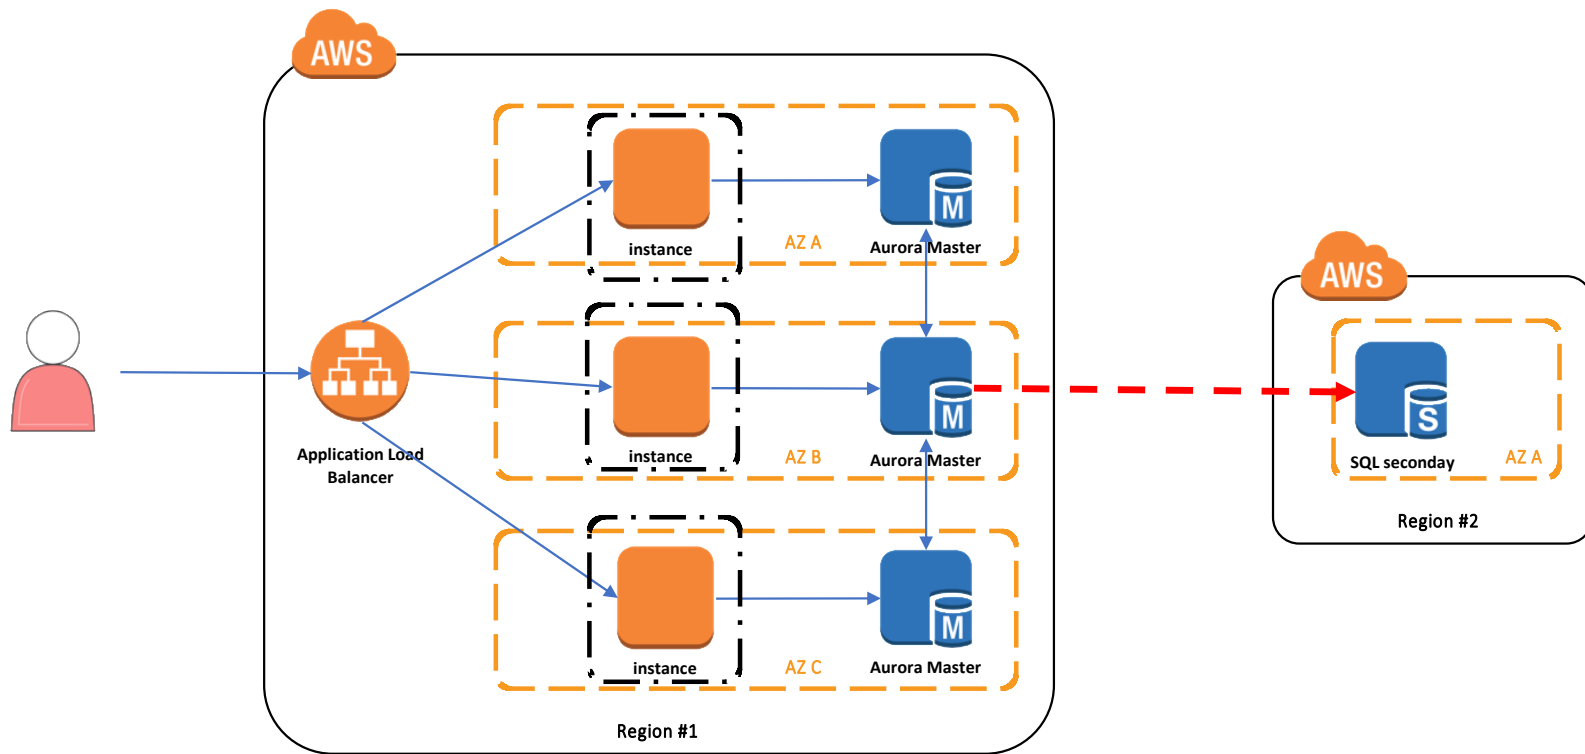 AWS
instance
AZ A
M
Aurora Master
AWS
Application Load
Balancer
instance
AZ B
M
Aurora Master
S
SQL seconday
AZ A
Region #2
instance
AZ C
M
Aurora Master
Region #1